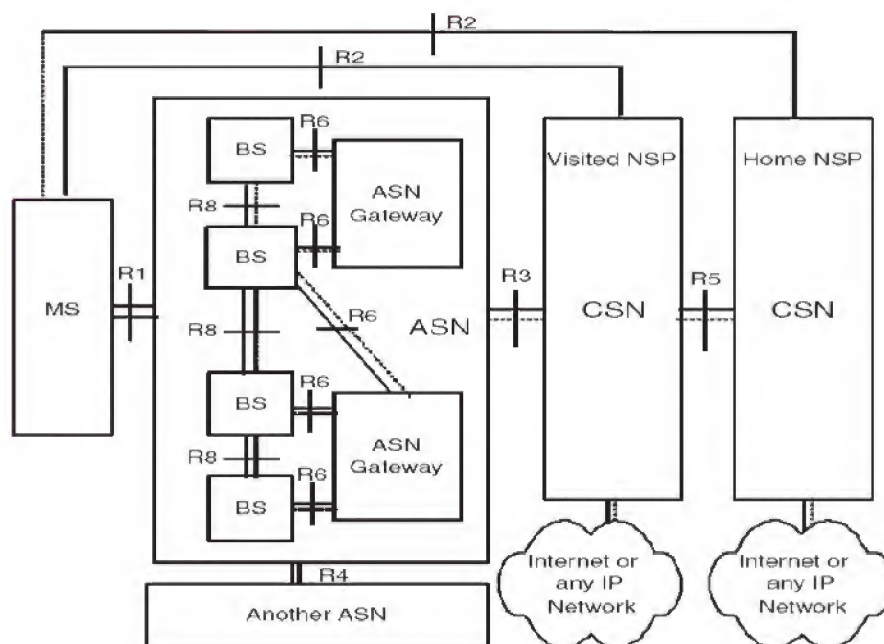 R2
R2
R6
BS
Visited NSP
Home NSP
ASN
Gateway
R8
R6
BS
R1
R3
R5
MS
R6
ASN
CSN
CSN
R8
R6
BS
ASN
Gateway
R8
R6
BS
Internet or
any IP
Network
Internet or
any IP
Network
R4
Another ASN